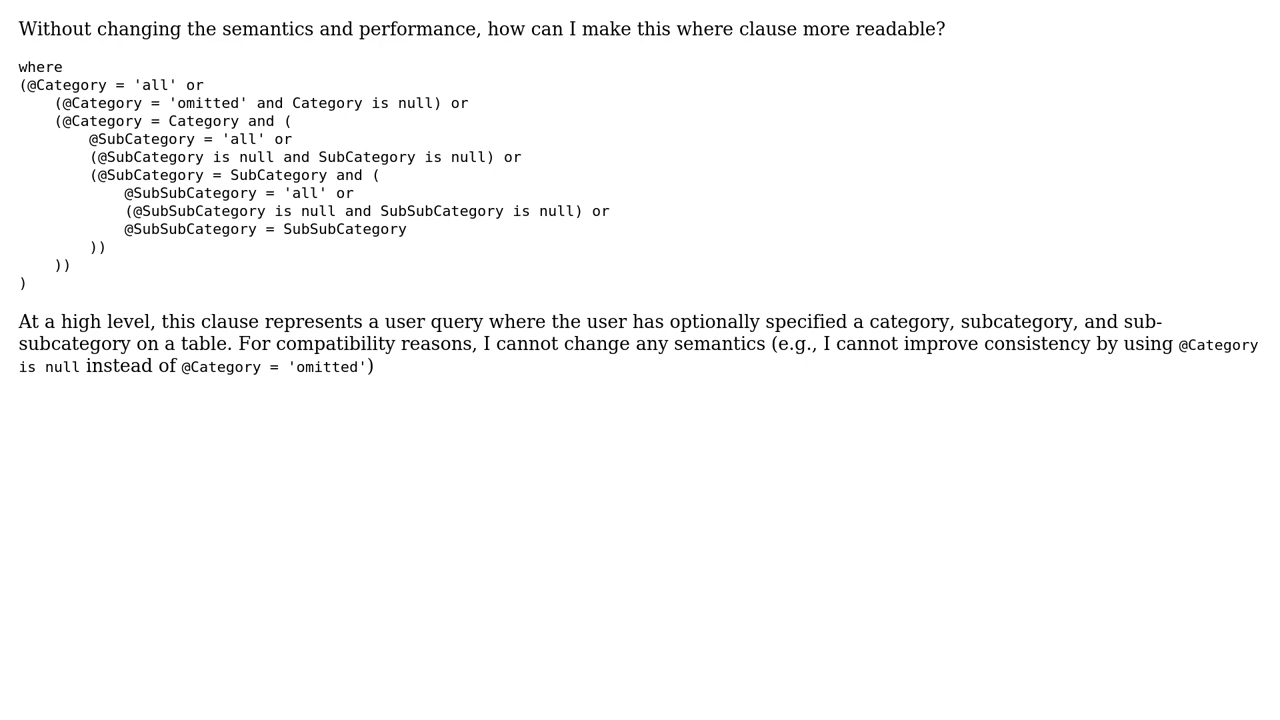 Without changing the semantics and performance, how can I make this where clause more readable?
where
(@Category = 'all' or
    (@Category = 'omitted' and Category is null) or
    (@Category = Category and (
        @SubCategory = 'all' or
        (@SubCategory is null and SubCategory is null) or
        (@SubCategory = SubCategory and (
            @SubSubCategory = 'all' or
            (@SubSubCategory is null and SubSubCategory is null) or
            @SubSubCategory = SubSubCategory
        ))
    ))
)
At a high level, this clause represents a user query where the user has optionally specified a category, subcategory, and sub-
subcategory on a table. For compatibility reasons, I cannot change any semantics (e.g., I cannot improve consistency by using @Category
is null instead of @Category = 'omitted')